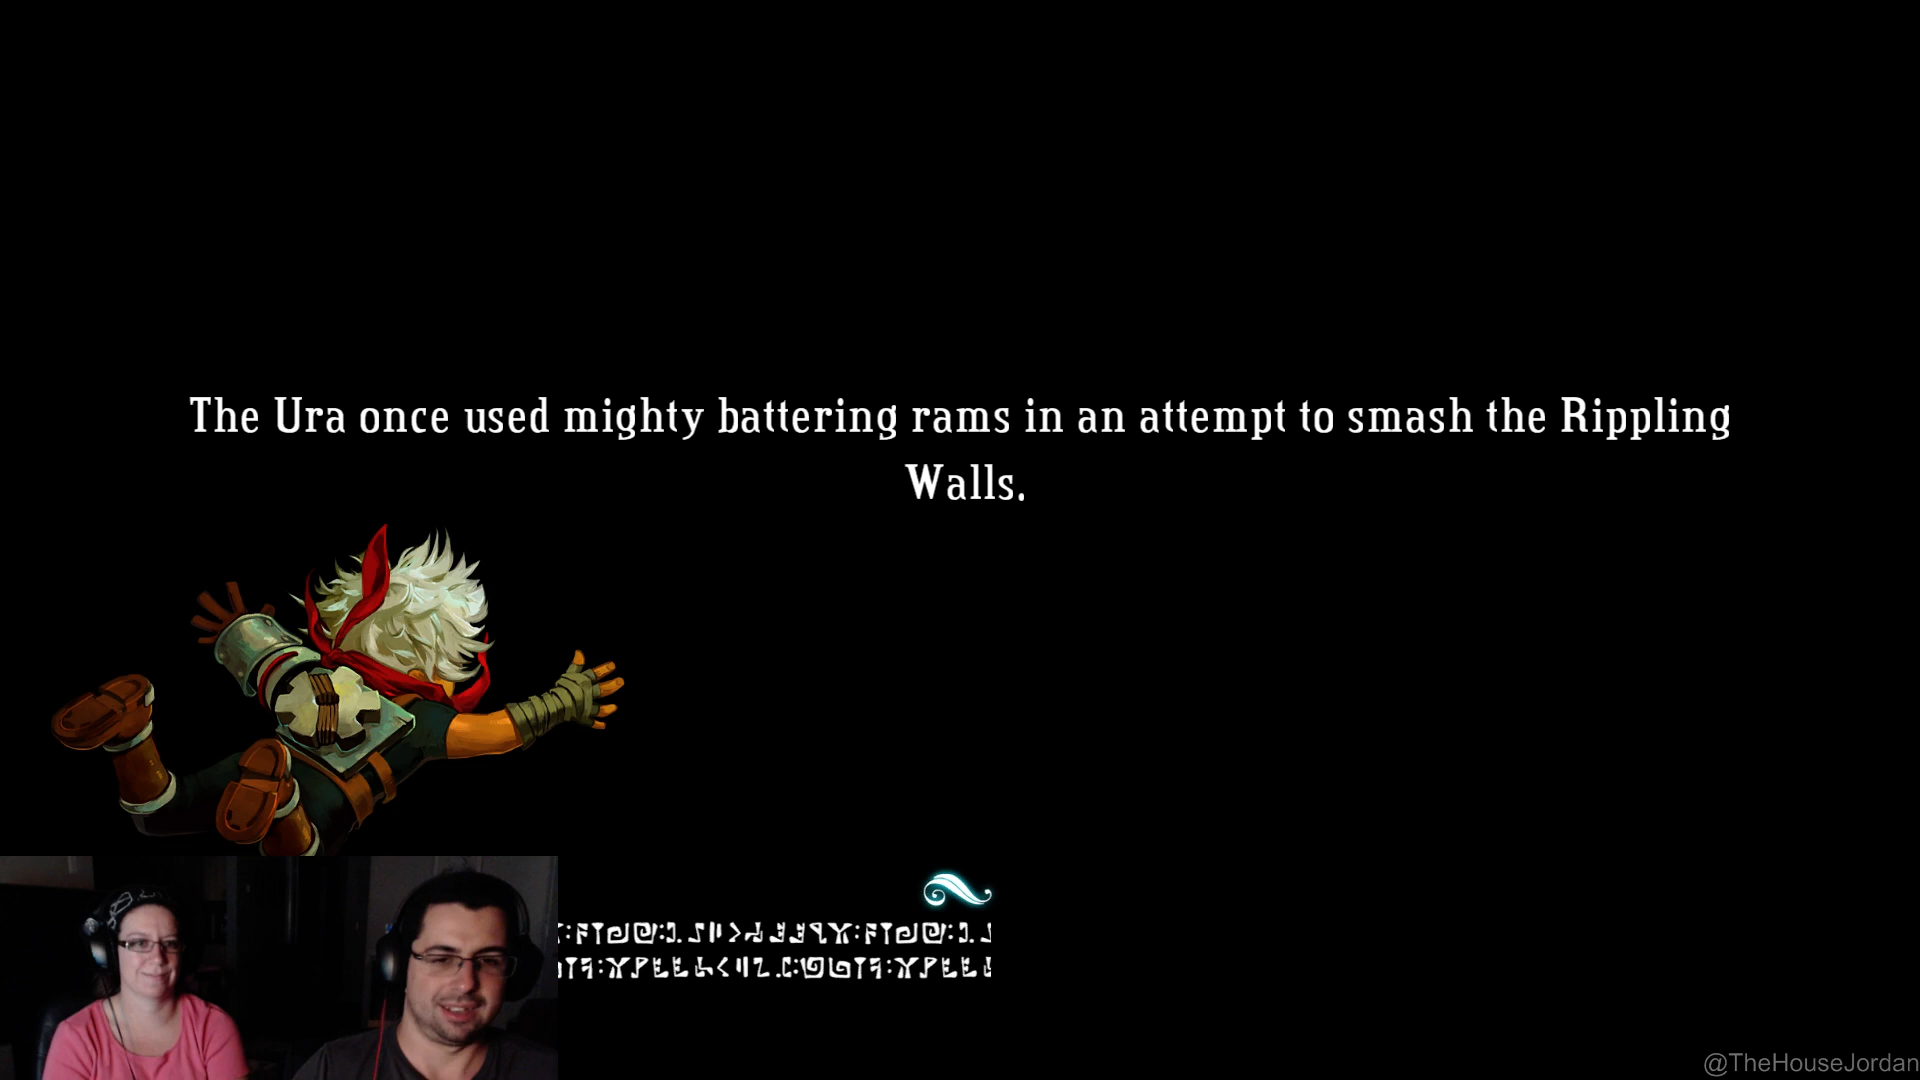 The Ura once used mighty battering rams in an attempt to smash the Rippling
Walls.
@TheHouseJordan